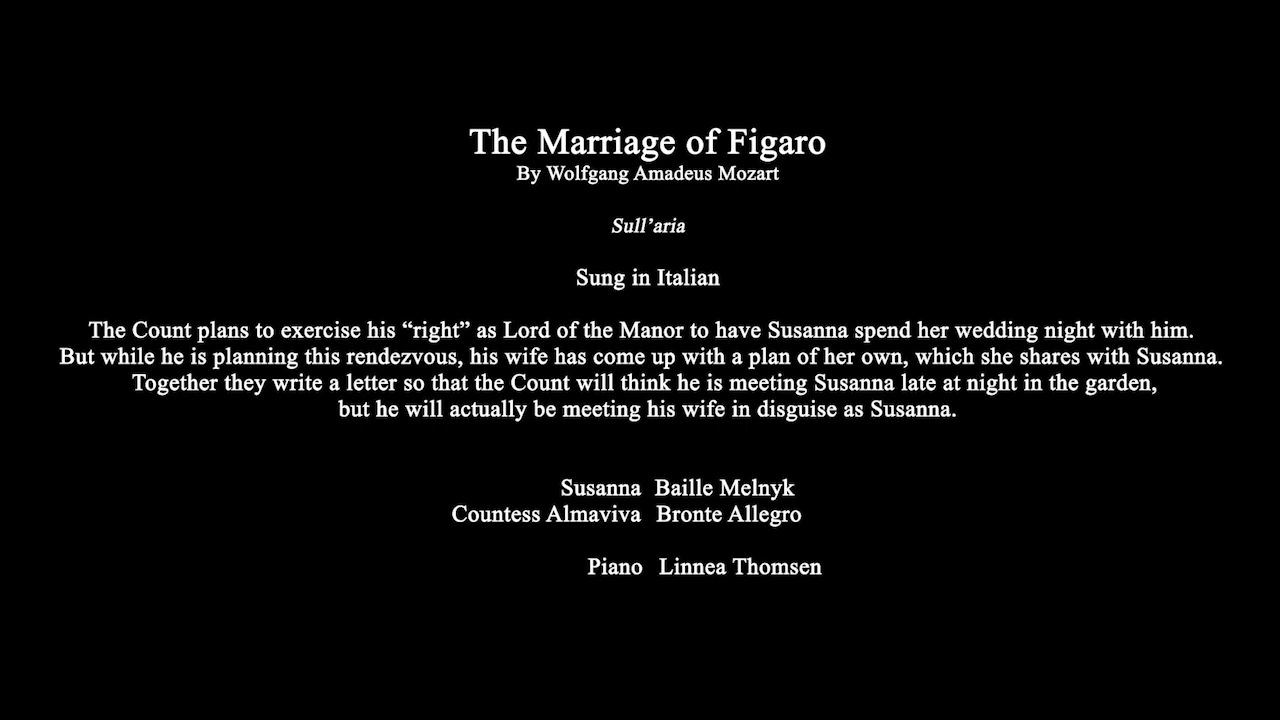 The Marriage of Figaro
By Wolfgang Amadeus Mozart
Sull’aria
Sung in Italian
The Count plans to exercise his “right” as Lord of the Manor to have Susanna spend her wedding night with him.
But while he is planning this rendezvous, his wife has come up with a plan of her own, which she shares with Susanna.
Together they write a letter so that the Count will think he is meeting Susanna late at night in the garden,
but he will actually be meeting his wife in disguise as Susanna.
Susanna Baille Melnyk
Countess Almaviva Bronte Allegro
Piano Linnea Thomsen